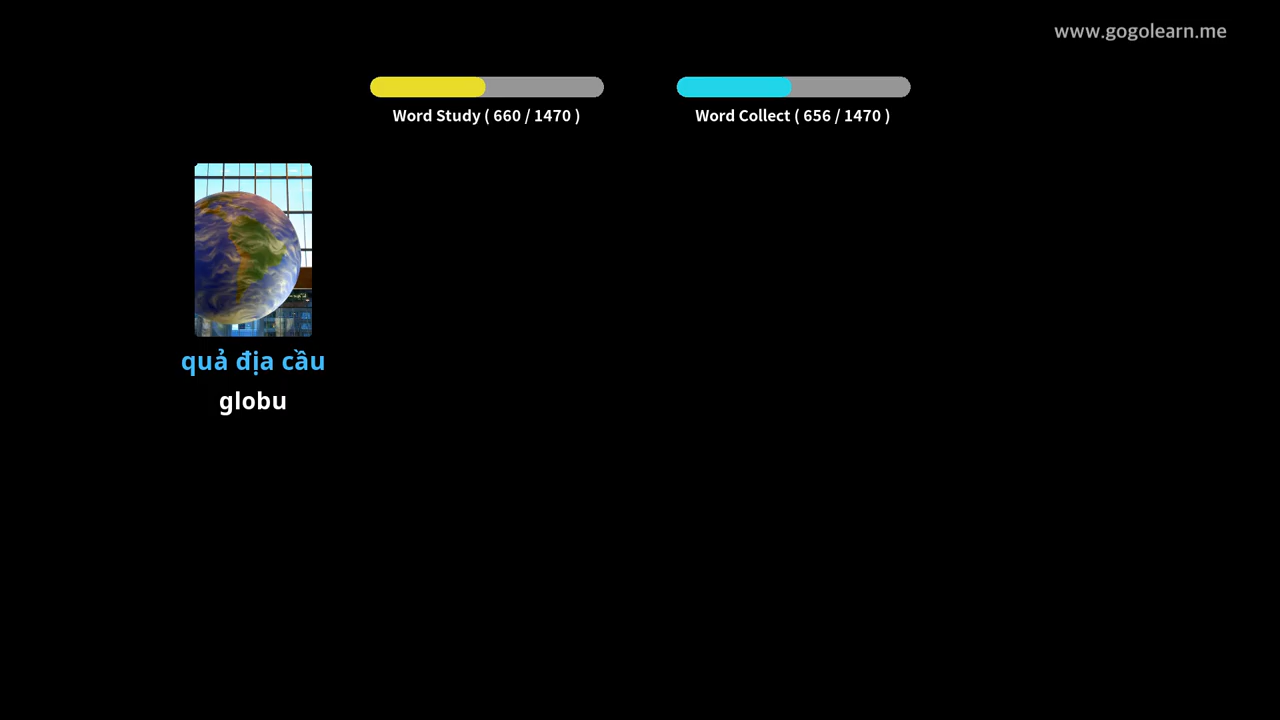 www.gogolearn.me
Word Study ( 660 / 1470 )
Word Collect ( 656 / 1470 )
quả địa cầu
globu